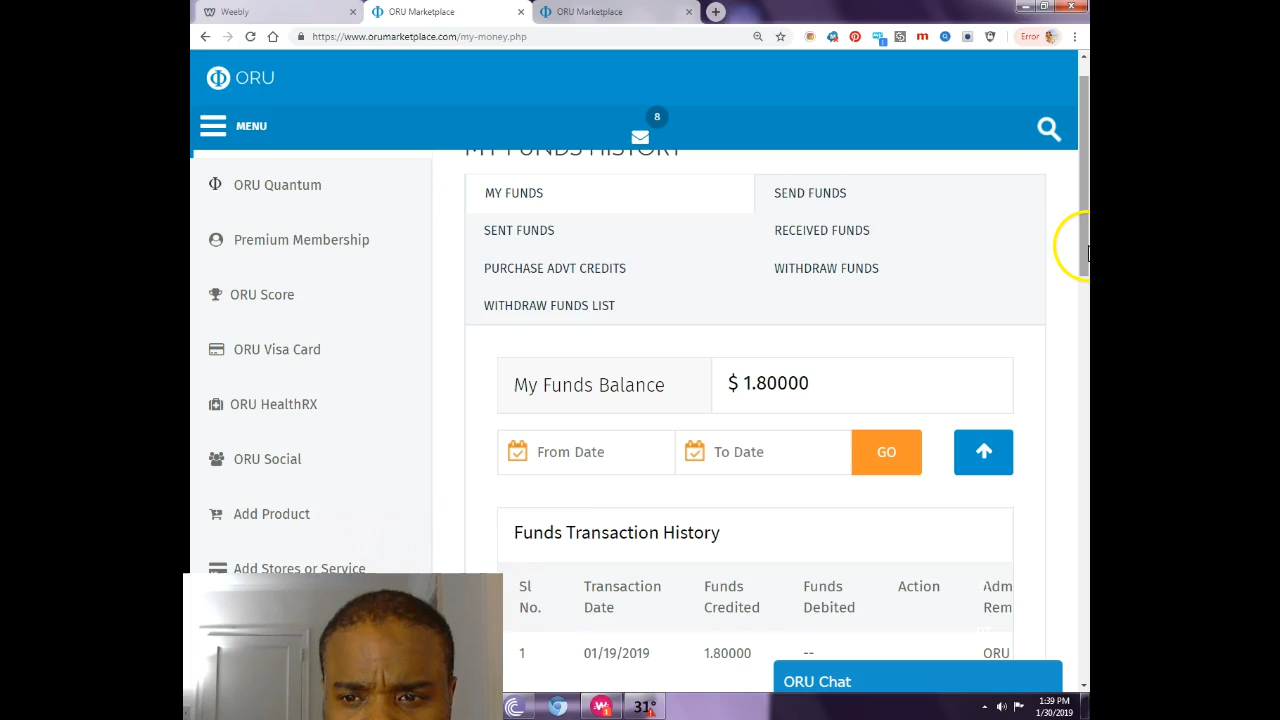 Weebly
ORU Marketplace
ORU Marketplace
https://www.orumarketplace.com/my-money.php
Error
ORU
MENU
8
MY FUNDS HISTORY
ORU Quantum
Premium Membership
ORU Score
ORU Visa Card
ORU HealthRX
ORU Social
Add Product
Add Stores or Service
MY FUNDS
SEND FUNDS
SENT FUNDS
RECEIVED FUNDS
PURCHASE ADVT CREDITS
WITHDRAW FUNDS
WITHDRAW FUNDS LIST
My Funds Balance
$ 1.80000
From Date
To Date
GO
Funds Transaction History
Sl No.
Transaction Date
Funds Credited
Funds Debited
Action
Adm
Rem
1
01/19/2019
1.80000
--
ORU
ORU Chat
31°
1:39 PM
1/30/2019